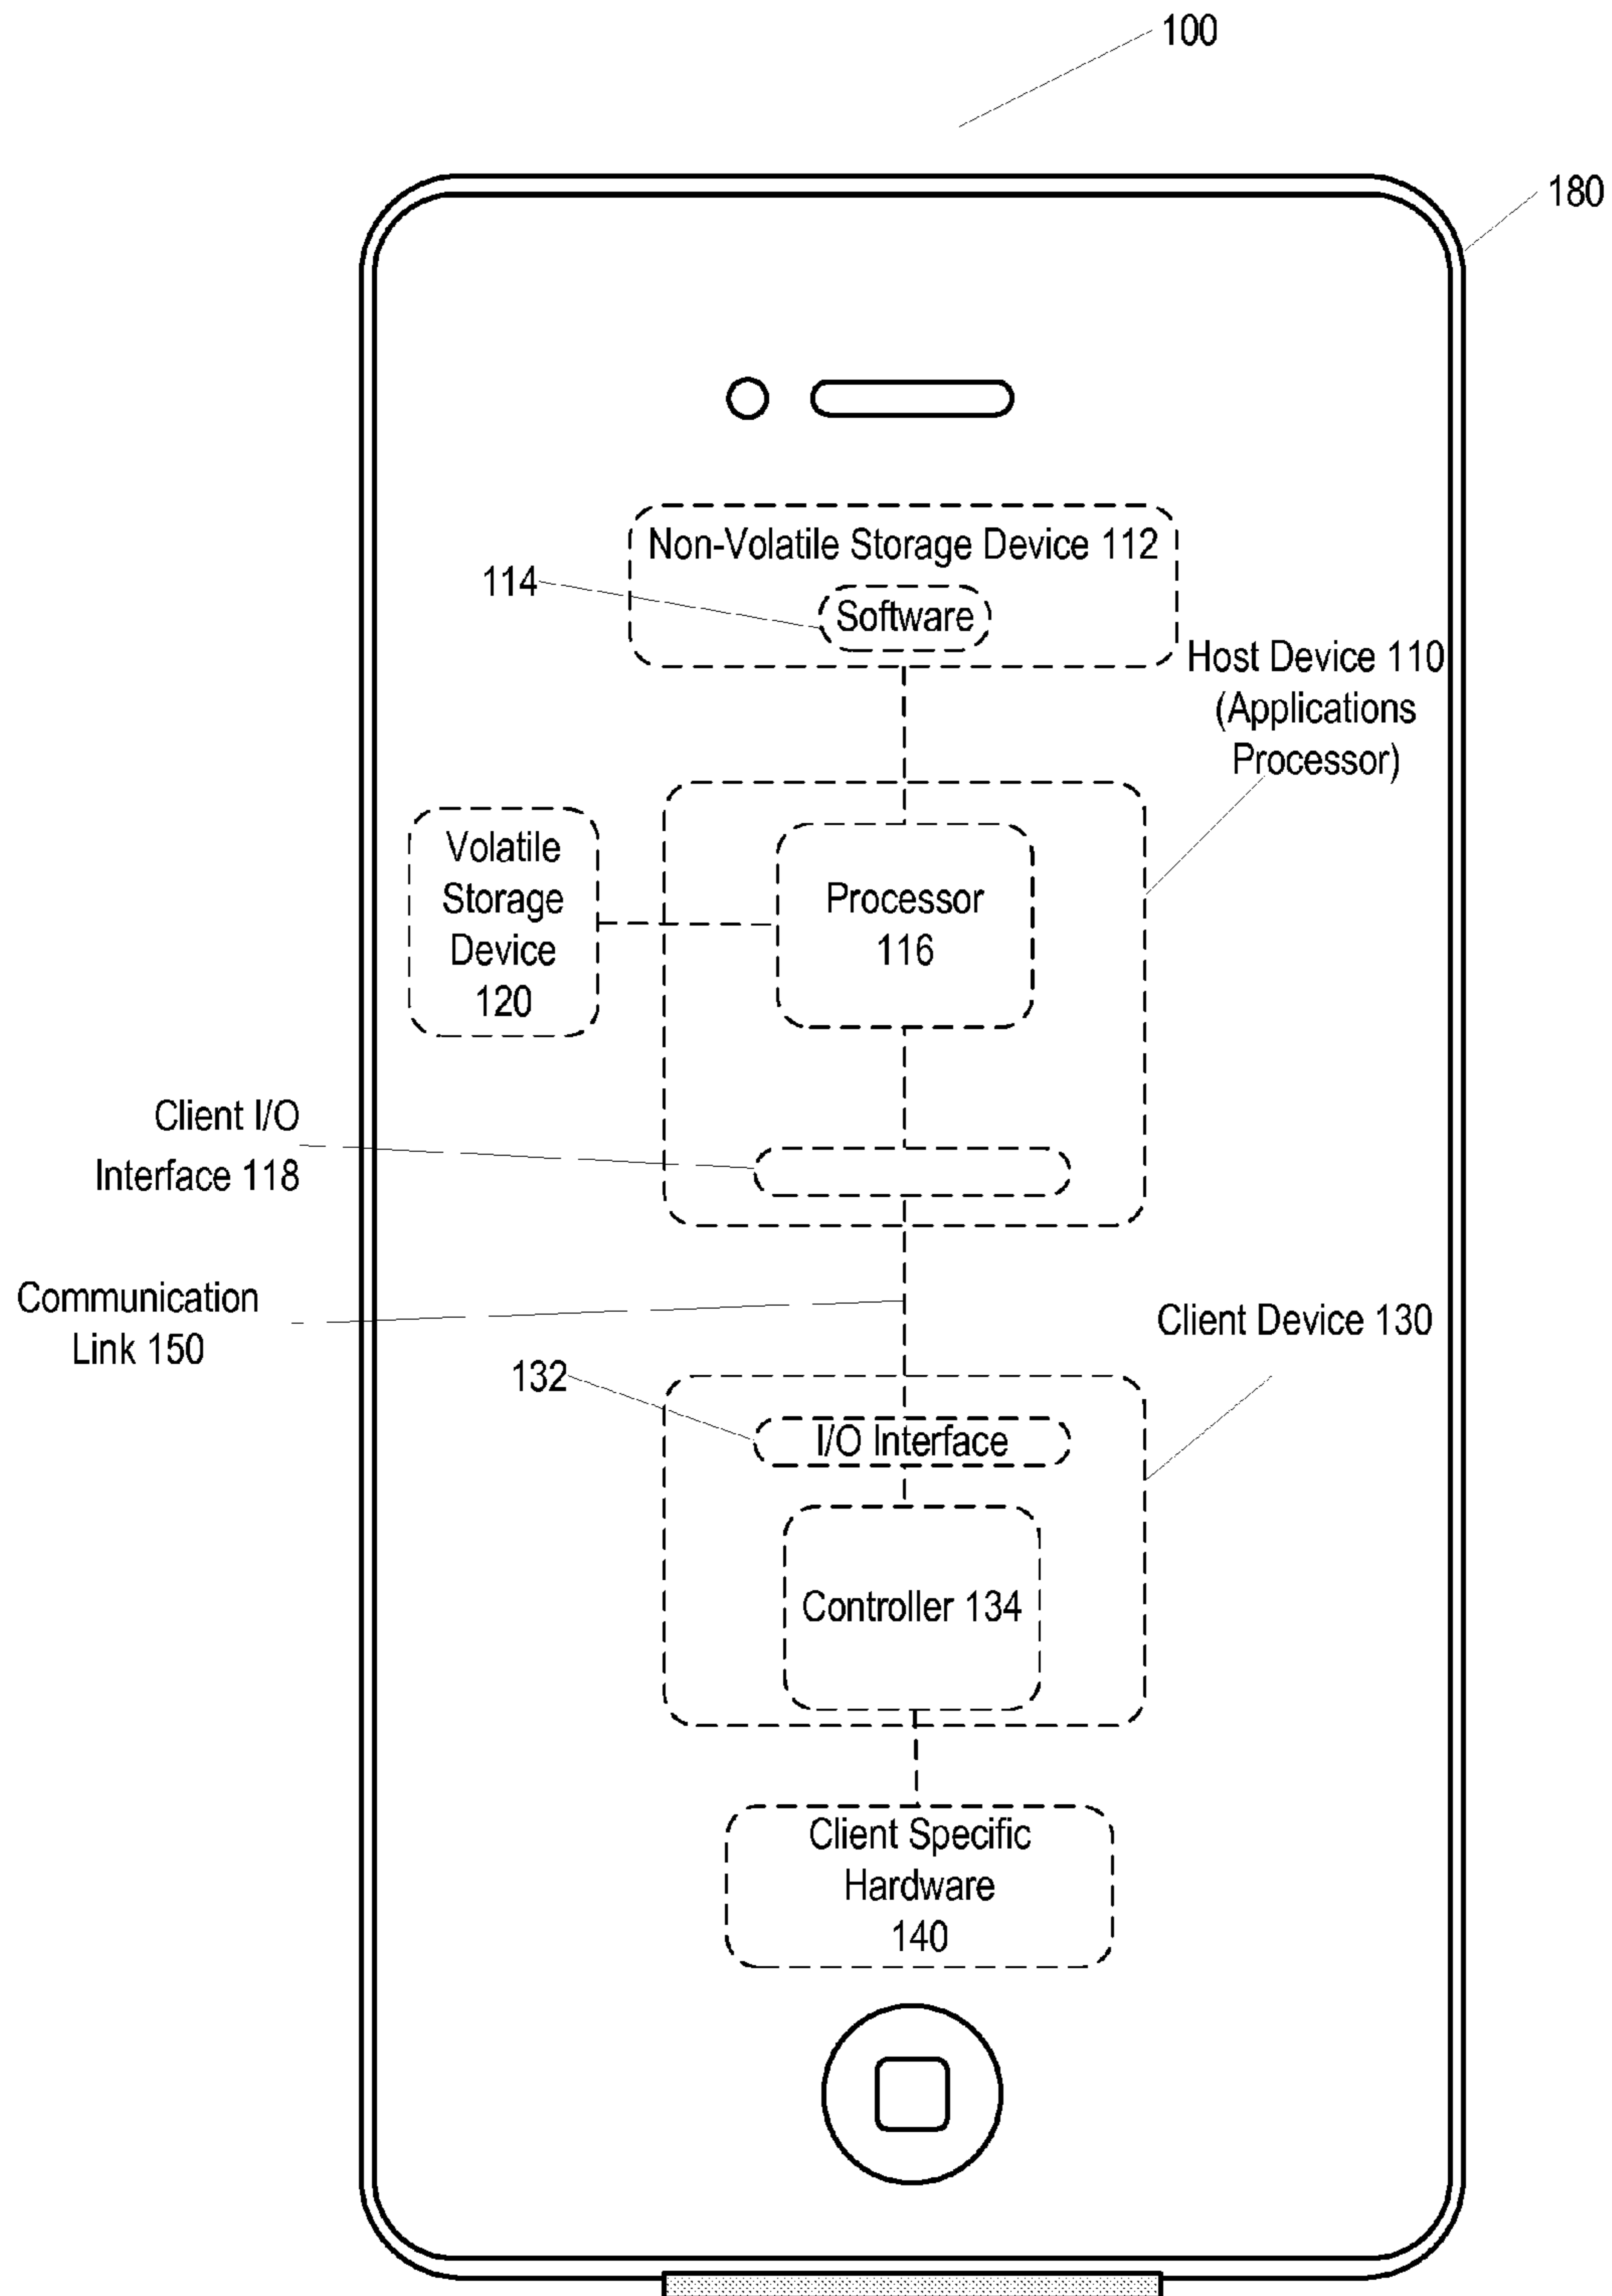 100
180
Non-Volatile Storage Device 112
114
Software
Host Device 110
(Applications
Processor)
Volatile
Storage
Device
120
Processor
116
Client I/O
Interface 118
Communication
Link 150
Client Device 130
132
I/O Interface
Controller 134
Client Specific
Hardware
140